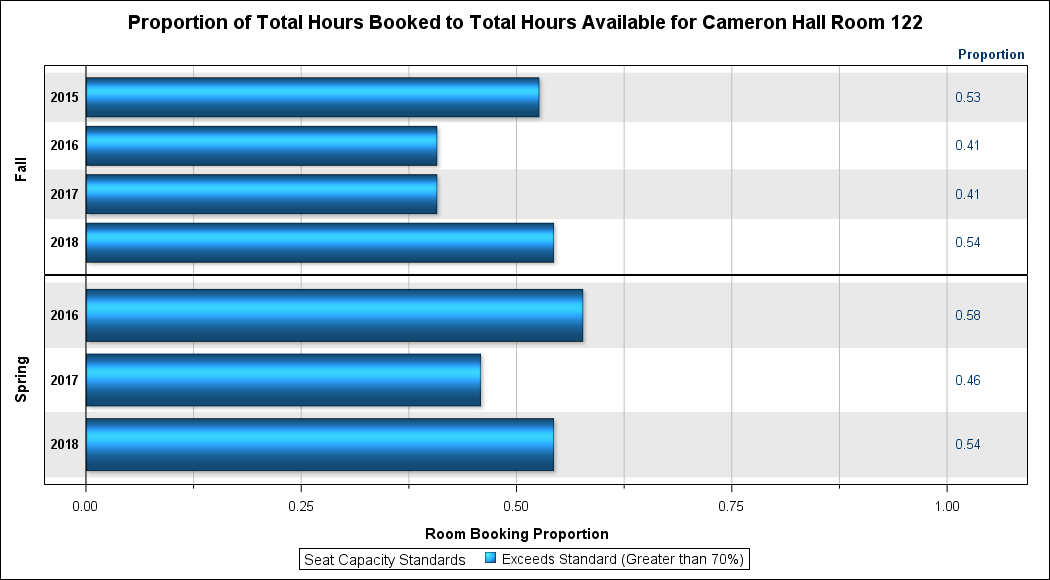 Proportion of Total Hours Booked to Total Hours Available for Cameron Hall Room 122
Proportion
Fall
2015 0.53
2016 0.41
2017 0.41
2018 0.54
Spring
2016 0.58
2017 0.46
2018 0.54
0.00 0.25 0.50 0.75 1.00
Room Booking Proportion
Seat Capacity Standards Exceeds Standard (Greater than 70%)